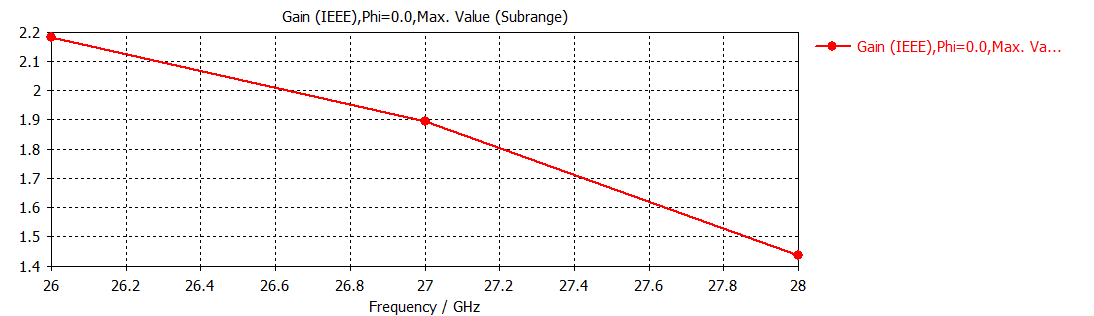 Gain (IEEE),Phi=0.0,Max. Value (Subrange)
2.2
2.1
2
1.9
1.8
1.7
1.6
1.5
1.4
26 26.2 26.4 26.6 26.8 27 27.2 27.4 27.6 27.8 28
Frequency / GHz
Gain (IEEE),Phi=0.0,Max. Va...